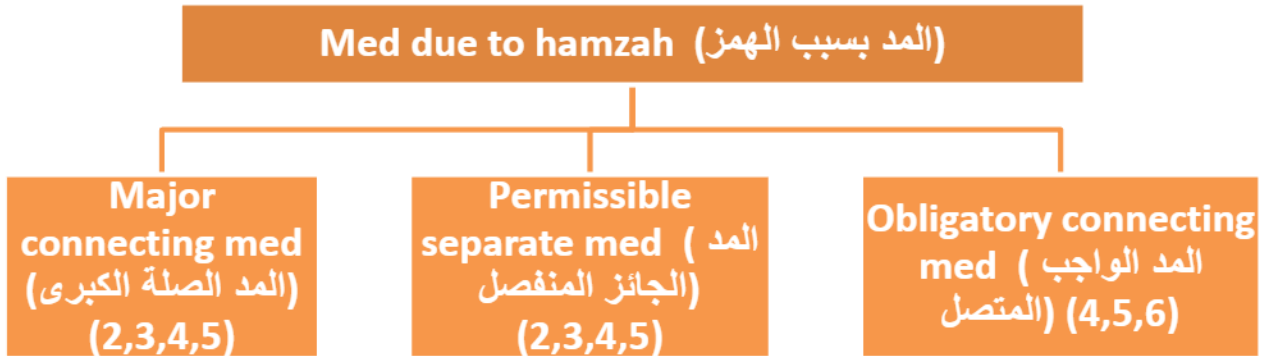 Med due to hamzah (المد بسبب الهمز)
Major
connecting med
(المد الصلة الكبرى)
(2,3,4,5)
Permissible
separate med ( المد
الجائز المنفصل)
(2,3,4,5)
Obligatory connecting
med ( المد الواجب
المتصل) (4,5,6)